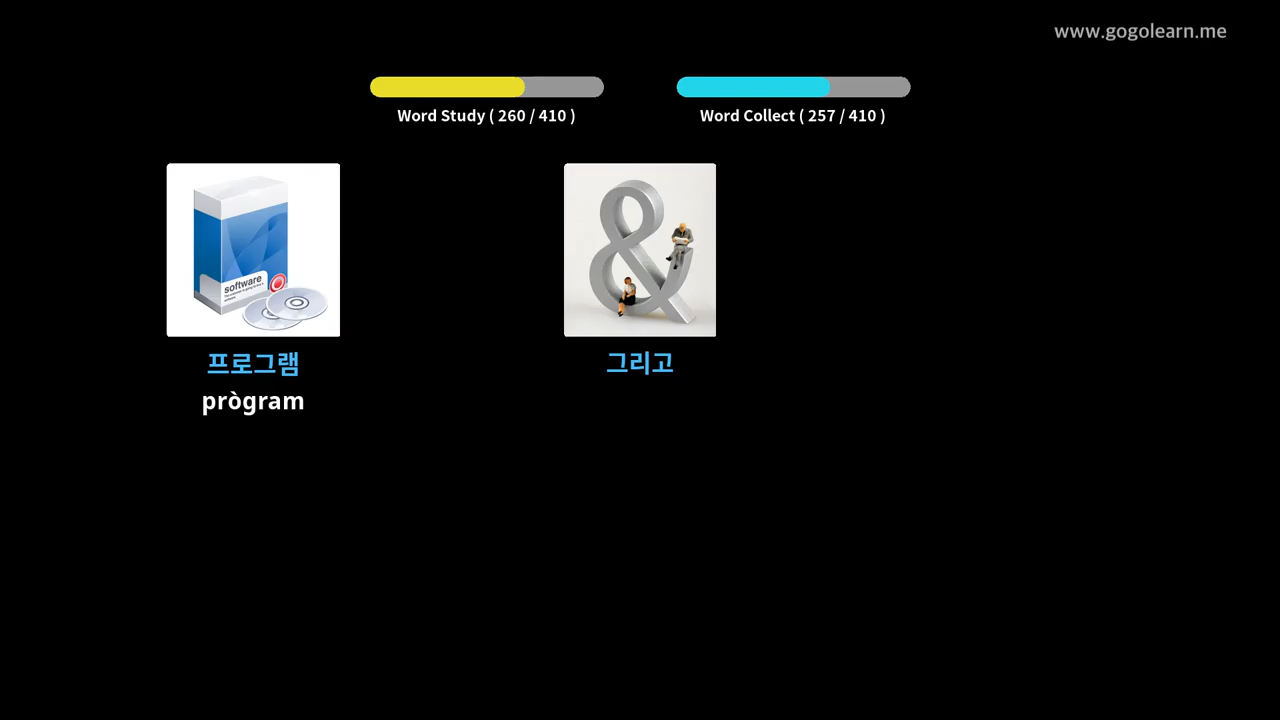 www.gogolearn.me
Word Study ( 260 / 410 )
Word Collect ( 257 / 410 )
software
프로그램
그리고
prògram